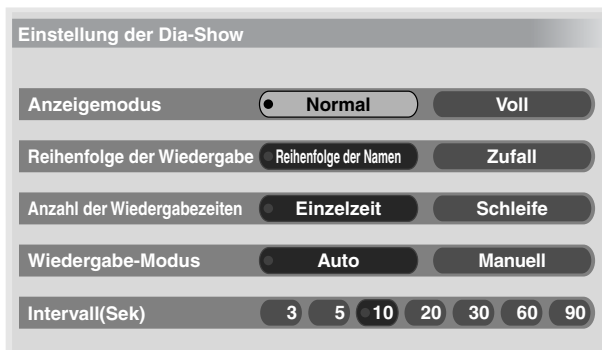 Einstellung der Dia-Show
Anzeigemodus Normal Voll
Reihenfolge der Wiedergabe Reihenfolge der Namen Zufall
Anzahl der Wiedergabezeiten Einzelzeit Schleife
Wiedergabe-Modus Auto Manuell
Intervall(Sek) 3 5 10 20 30 60 90